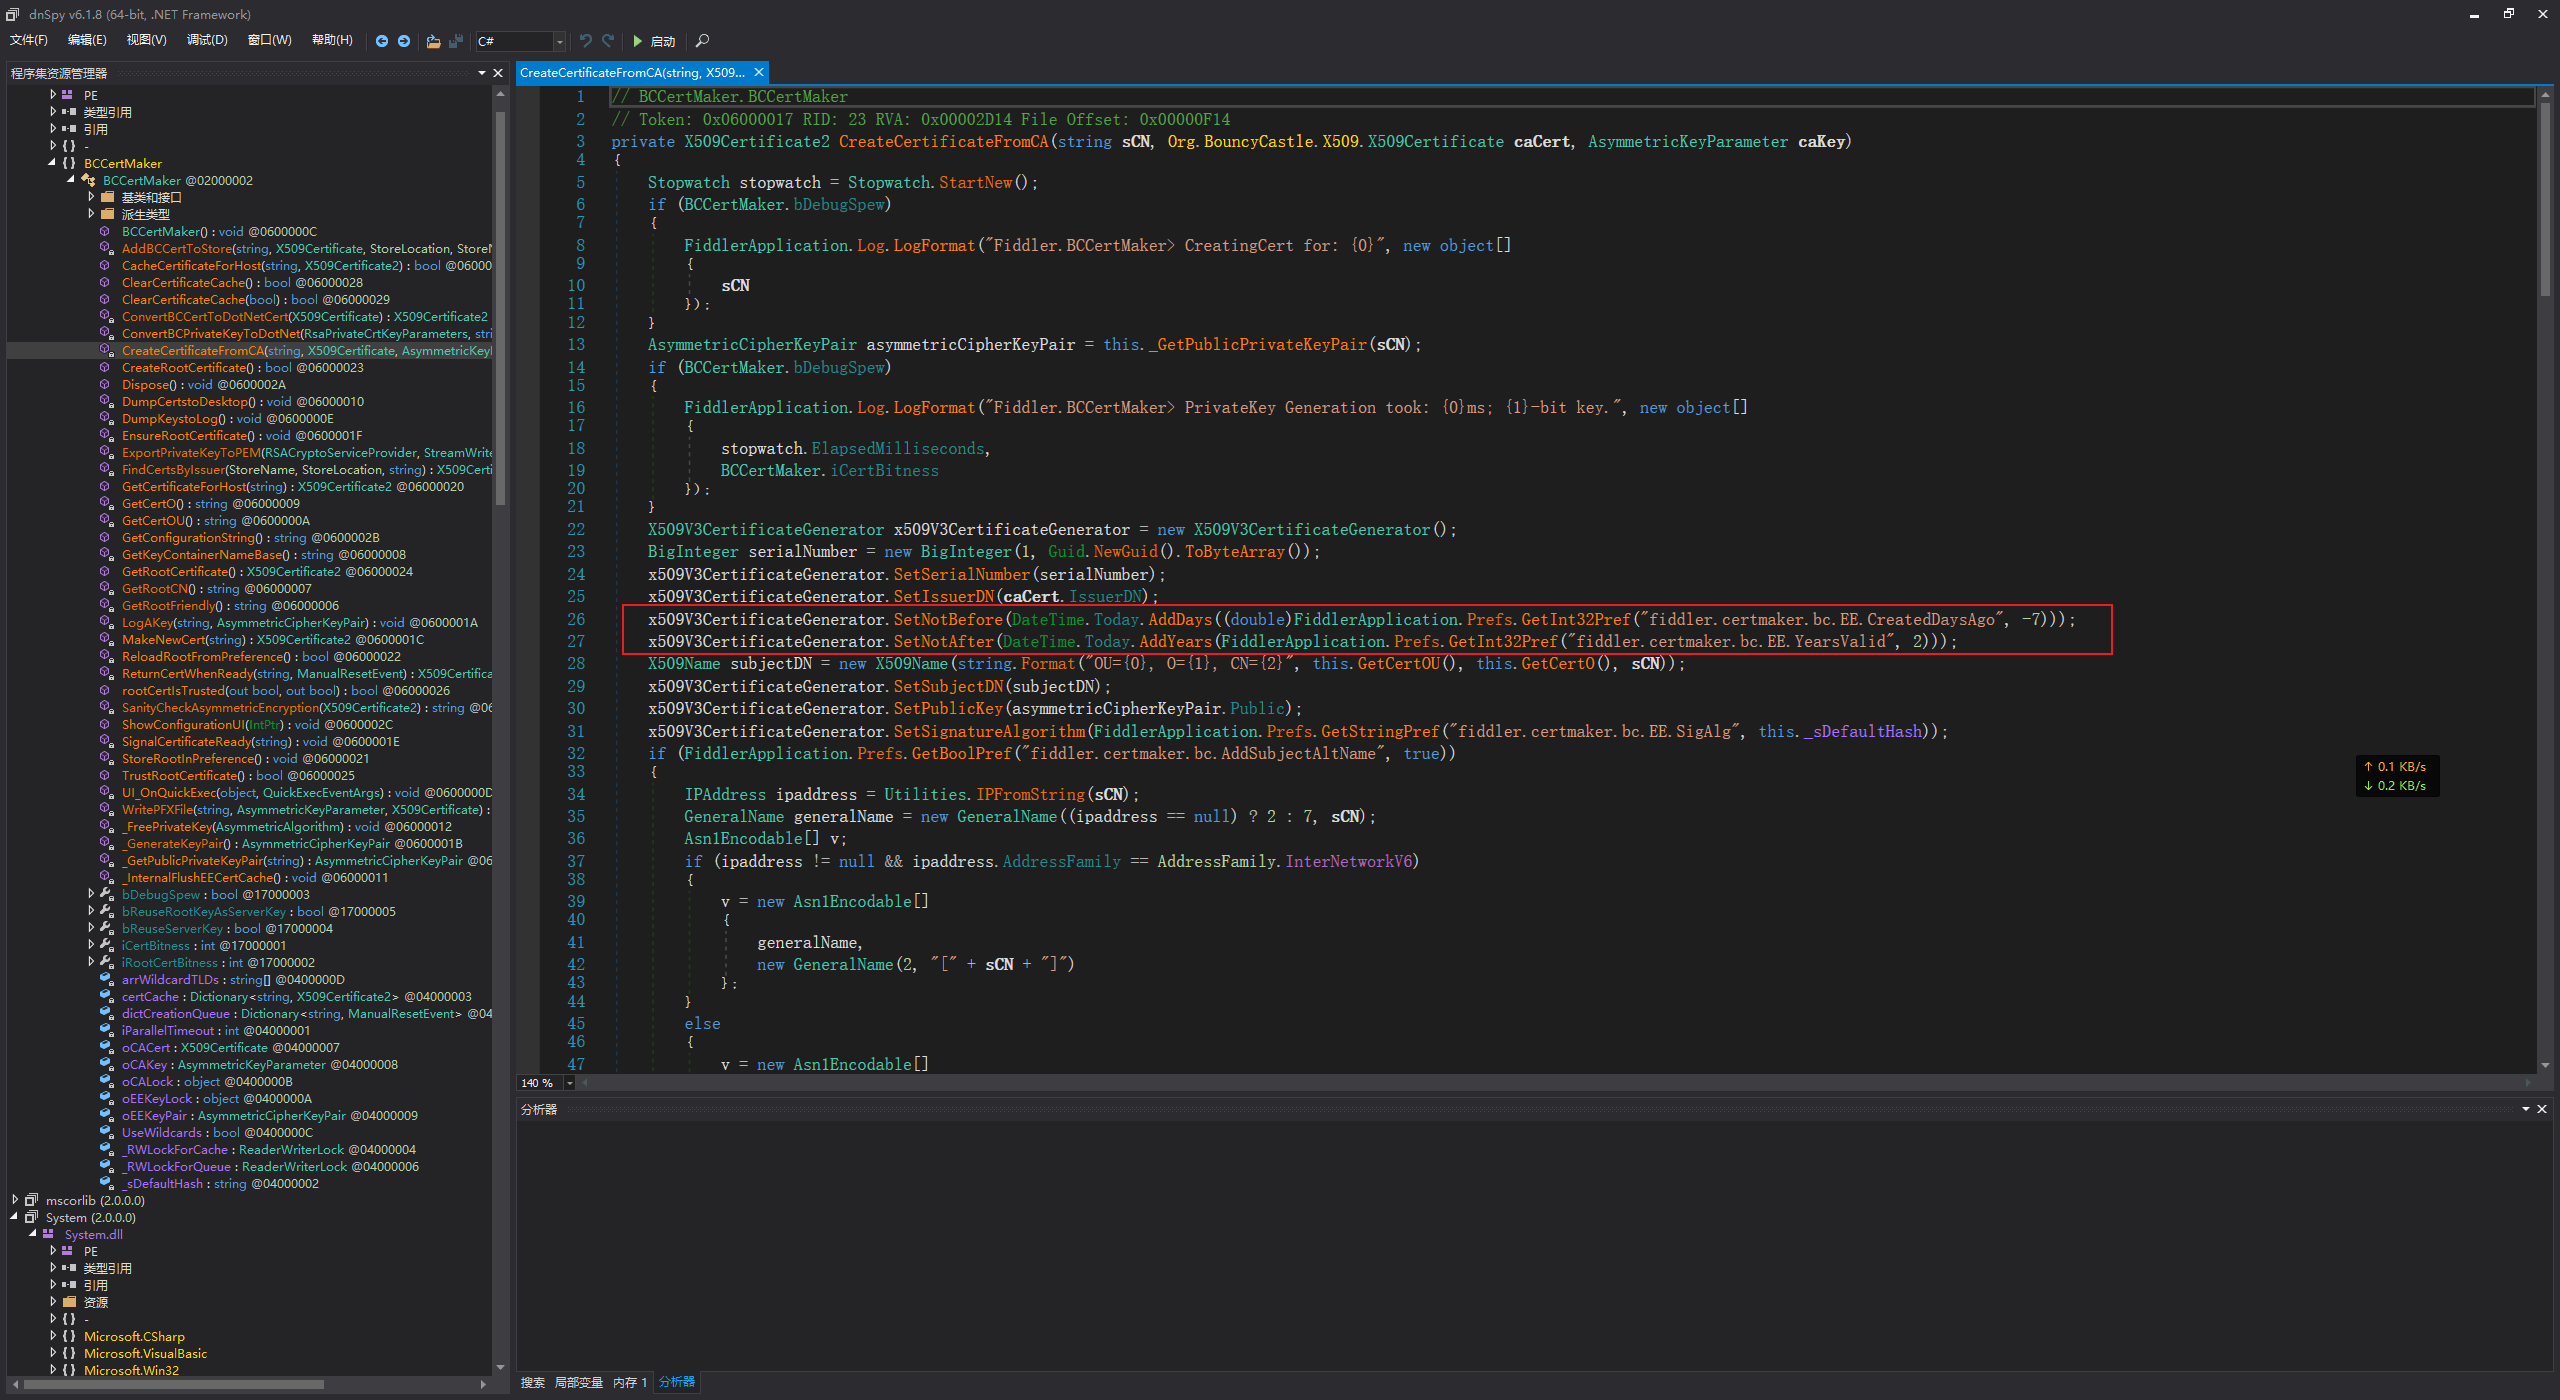 dnSpy v6.1.8 (64-bit, .NET Framework)
文件(F) 编辑(E) 视图(V) 调试(D) 窗口(W) 帮助(H) C# 启动
程序集资源管理器
PE
类型引用
引用
{ } -
{ } BCCertMaker
BCCertMaker @02000002
基类和接口
派生类型
BCCertMaker() : void @0600000C
AddBCCertToStore(string, X509Certificate, StoreLocation, StoreN
CacheCertificateForHost(string, X509Certificate2) : bool @06000
ClearCertificateCache() : bool @06000028
ClearCertificateCache(bool) : bool @06000029
ConvertBCCertToDotNetCert(X509Certificate) : X509Certificate2
ConvertBCPrivateKeyToDotNet(RsaPrivateCrtKeyParameters, stri
CreateCertificateFromCA(string, X509Certificate, AsymmetricKeyI
CreateRootCertificate() : bool @06000023
Dispose() : void @0600002A
DumpCertstoDesktop() : void @06000010
DumpKeystoLog() : void @0600000E
EnsureRootCertificate() : void @0600001F
ExportPrivateKeyToPEM(RSACryptoServiceProvider, StreamWrite
FindCertsByIssuer(StoreName, StoreLocation, string) : X509Certi
GetCertificateForHost(string) : X509Certificate2 @06000020
GetCertO() : string @06000009
GetCertOU() : string @0600000A
GetConfigurationString() : string @0600002B
GetKeyContainerNameBase() : string @06000008
GetRootCertificate() : X509Certificate2 @06000024
GetRootCN() : string @06000007
GetRootFriendly() : string @06000006
LogAKey(string, AsymmetricCipherKeyPair) : void @0600001A
MakeNewCert(string) : X509Certificate2 @0600001C
ReloadRootFromPreference() : bool @06000022
ReturnCertWhenReady(string, ManualResetEvent) : X509Certifica
rootCertIsTrusted(out bool, out bool) : bool @06000026
SanityCheckAsymmetricEncryption(X509Certificate2) : string @06
ShowConfigurationUI(IntPtr) : void @0600002C
SignalCertificateReady(string) : void @0600001E
StoreRootInPreference() : void @06000021
TrustRootCertificate() : bool @06000025
UI_OnQuickExec(object, QuickExecEventArgs) : void @0600000D
WritePFXFile(string, AsymmetricKeyParameter, X509Certificate) :
_FreePrivateKey(AsymmetricAlgorithm) : void @06000012
_GenerateKeyPair() : AsymmetricCipherKeyPair @0600001B
_GetPublicPrivateKeyPair(string) : AsymmetricCipherKeyPair @06
_InternalFlushEECertCache() : void @06000011
bDebugSpew : bool @17000003
bReuseRootKeyAsServerKey : bool @17000005
bReuseServerKey : bool @17000004
iCertBitness : int @17000001
iRootCertBitness : int @17000002
arrWildcardTLDs : string[] @0400000D
certCache : Dictionary<string, X509Certificate2> @04000003
dictCreationQueue : Dictionary<string, ManualResetEvent> @04
iParallelTimeout : int @04000001
oCACert : X509Certificate @04000007
oCAKey : AsymmetricKeyParameter @04000008
oCALock : object @0400000B
oEEKeyLock : object @0400000A
oEEKeyPair : AsymmetricCipherKeyPair @04000009
UseWildcards : bool @0400000C
_RWLockForCache : ReaderWriterLock @04000004
_RWLockForQueue : ReaderWriterLock @04000006
_sDefaultHash : string @04000002
mscorlib (2.0.0.0)
System (2.0.0.0)
System.dll
PE
类型引用
引用
资源
{ } -
{ } Microsoft.CSharp
{ } Microsoft.VisualBasic
{ } Microsoft.Win32
CreateCertificateFromCA(string, X509...
1 // BCCertMaker.BCCertMaker
2 // Token: 0x06000017 RID: 23 RVA: 0x00002D14 File Offset: 0x00000F14
3 private X509Certificate2 CreateCertificateFromCA(string sCN, Org.BouncyCastle.X509.X509Certificate caCert, AsymmetricKeyParameter caKey)
4 {
5 Stopwatch stopwatch = Stopwatch.StartNew();
6 if (BCCertMaker.bDebugSpew)
7 {
8 FiddlerApplication.Log.LogFormat("Fiddler.BCCertMaker> CreatingCert for: {0}", new object[]
9 {
10 sCN
11 });
12 }
13 AsymmetricCipherKeyPair asymmetricCipherKeyPair = this._GetPublicPrivateKeyPair(sCN);
14 if (BCCertMaker.bDebugSpew)
15 {
16 FiddlerApplication.Log.LogFormat("Fiddler.BCCertMaker> PrivateKey Generation took: {0}ms; {1}-bit key.", new object[]
17 {
18 stopwatch.ElapsedMilliseconds,
19 BCCertMaker.iCertBitness
20 });
21 }
22 X509V3CertificateGenerator x509V3CertificateGenerator = new X509V3CertificateGenerator();
23 BigInteger serialNumber = new BigInteger(1, Guid.NewGuid().ToByteArray());
24 x509V3CertificateGenerator.SetSerialNumber(serialNumber);
25 x509V3CertificateGenerator.SetIssuerDN(caCert.IssuerDN);
26 x509V3CertificateGenerator.SetNotBefore(DateTime.Today.AddDays((double)FiddlerApplication.Prefs.GetInt32Pref("fiddler.certmaker.bc.EE.CreatedDaysAgo", -7)));
27 x509V3CertificateGenerator.SetNotAfter(DateTime.Today.AddYears(FiddlerApplication.Prefs.GetInt32Pref("fiddler.certmaker.bc.EE.YearsValid", 2)));
28 X509Name subjectDN = new X509Name(string.Format("OU={0}, O={1}, CN={2}", this.GetCertOU(), this.GetCertO(), sCN));
29 x509V3CertificateGenerator.SetSubjectDN(subjectDN);
30 x509V3CertificateGenerator.SetPublicKey(asymmetricCipherKeyPair.Public);
31 x509V3CertificateGenerator.SetSignatureAlgorithm(FiddlerApplication.Prefs.GetStringPref("fiddler.certmaker.bc.EE.SigAlg", this._sDefaultHash));
32 if (FiddlerApplication.Prefs.GetBoolPref("fiddler.certmaker.bc.AddSubjectAltName", true))
33 {
34 IPAddress ipaddress = Utilities.IPFromString(sCN);
35 GeneralName generalName = new GeneralName((ipaddress == null) ? 2 : 7, sCN);
36 Asn1Encodable[] v;
37 if (ipaddress != null && ipaddress.AddressFamily == AddressFamily.InterNetworkV6)
38 {
39 v = new Asn1Encodable[]
40 {
41 generalName,
42 new GeneralName(2, "[" + sCN + "]")
43 };
44 }
45 else
46 {
47 v = new Asn1Encodable[]
↑ 0.1 KB/s
↓ 0.2 KB/s
140 %
分析器
搜索 局部变量 内存 1 分析器